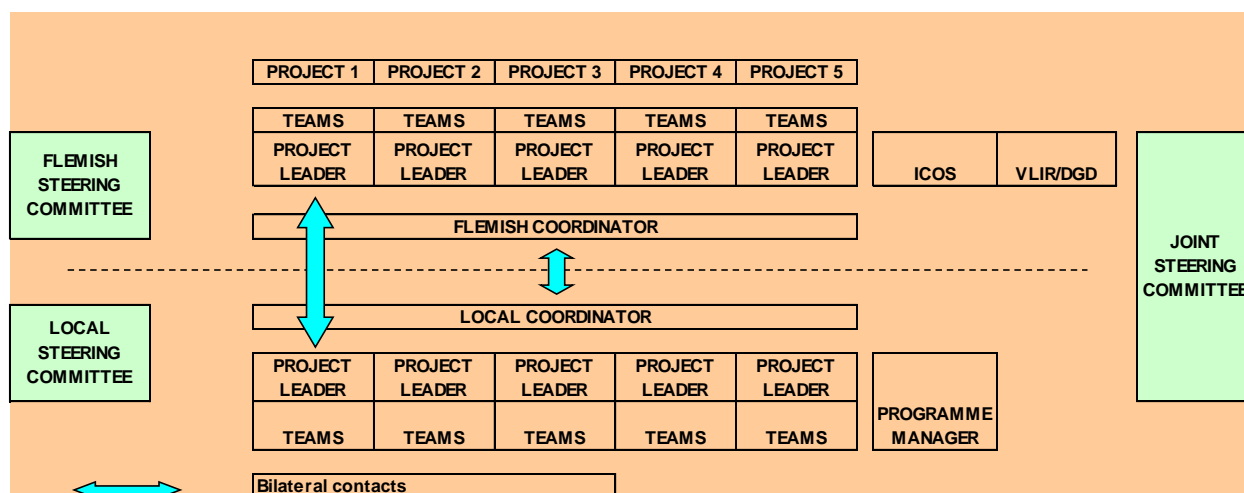 PROJECT 1 PROJECT 2 PROJECT 3 PROJECT 4 PROJECT 5
TEAMS TEAMS TEAMS TEAMS TEAMS
PROJECT LEADER
PROJECT LEADER
PROJECT LEADER
PROJECT LEADER
PROJECT LEADER
FLEMISH
STEERING
COMMITTEE
ICOS
VLIR/DGD
FLEMISH COORDINATOR
JOINT
STEERING
COMMITTEE
LOCAL COORDINATOR
LOCAL
STEERING
COMMITTEE
PROJECT LEADER
PROJECT LEADER
PROJECT LEADER
PROJECT LEADER
PROJECT LEADER
TEAMS TEAMS TEAMS TEAMS TEAMS
PROGRAMME
MANAGER
Bilateral contacts